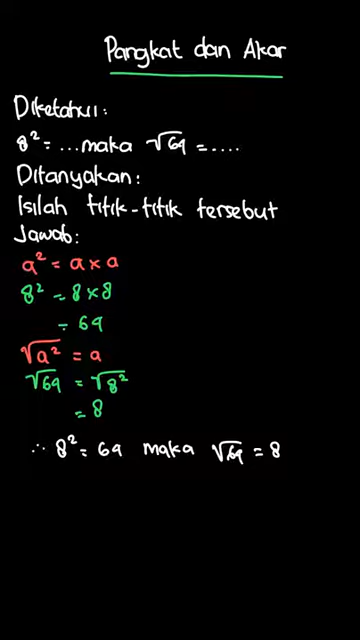 Pangkat dan Akar
Diketahui:
8² = .... maka √64 = .....
Ditanyakan:
Isilah titik-titik tersebut
Jawab:
a² = a × a
8² = 8 × 8
= 64
√a² = a
√64 = √8²
= 8
∴ 8² = 64 maka √64 = 8